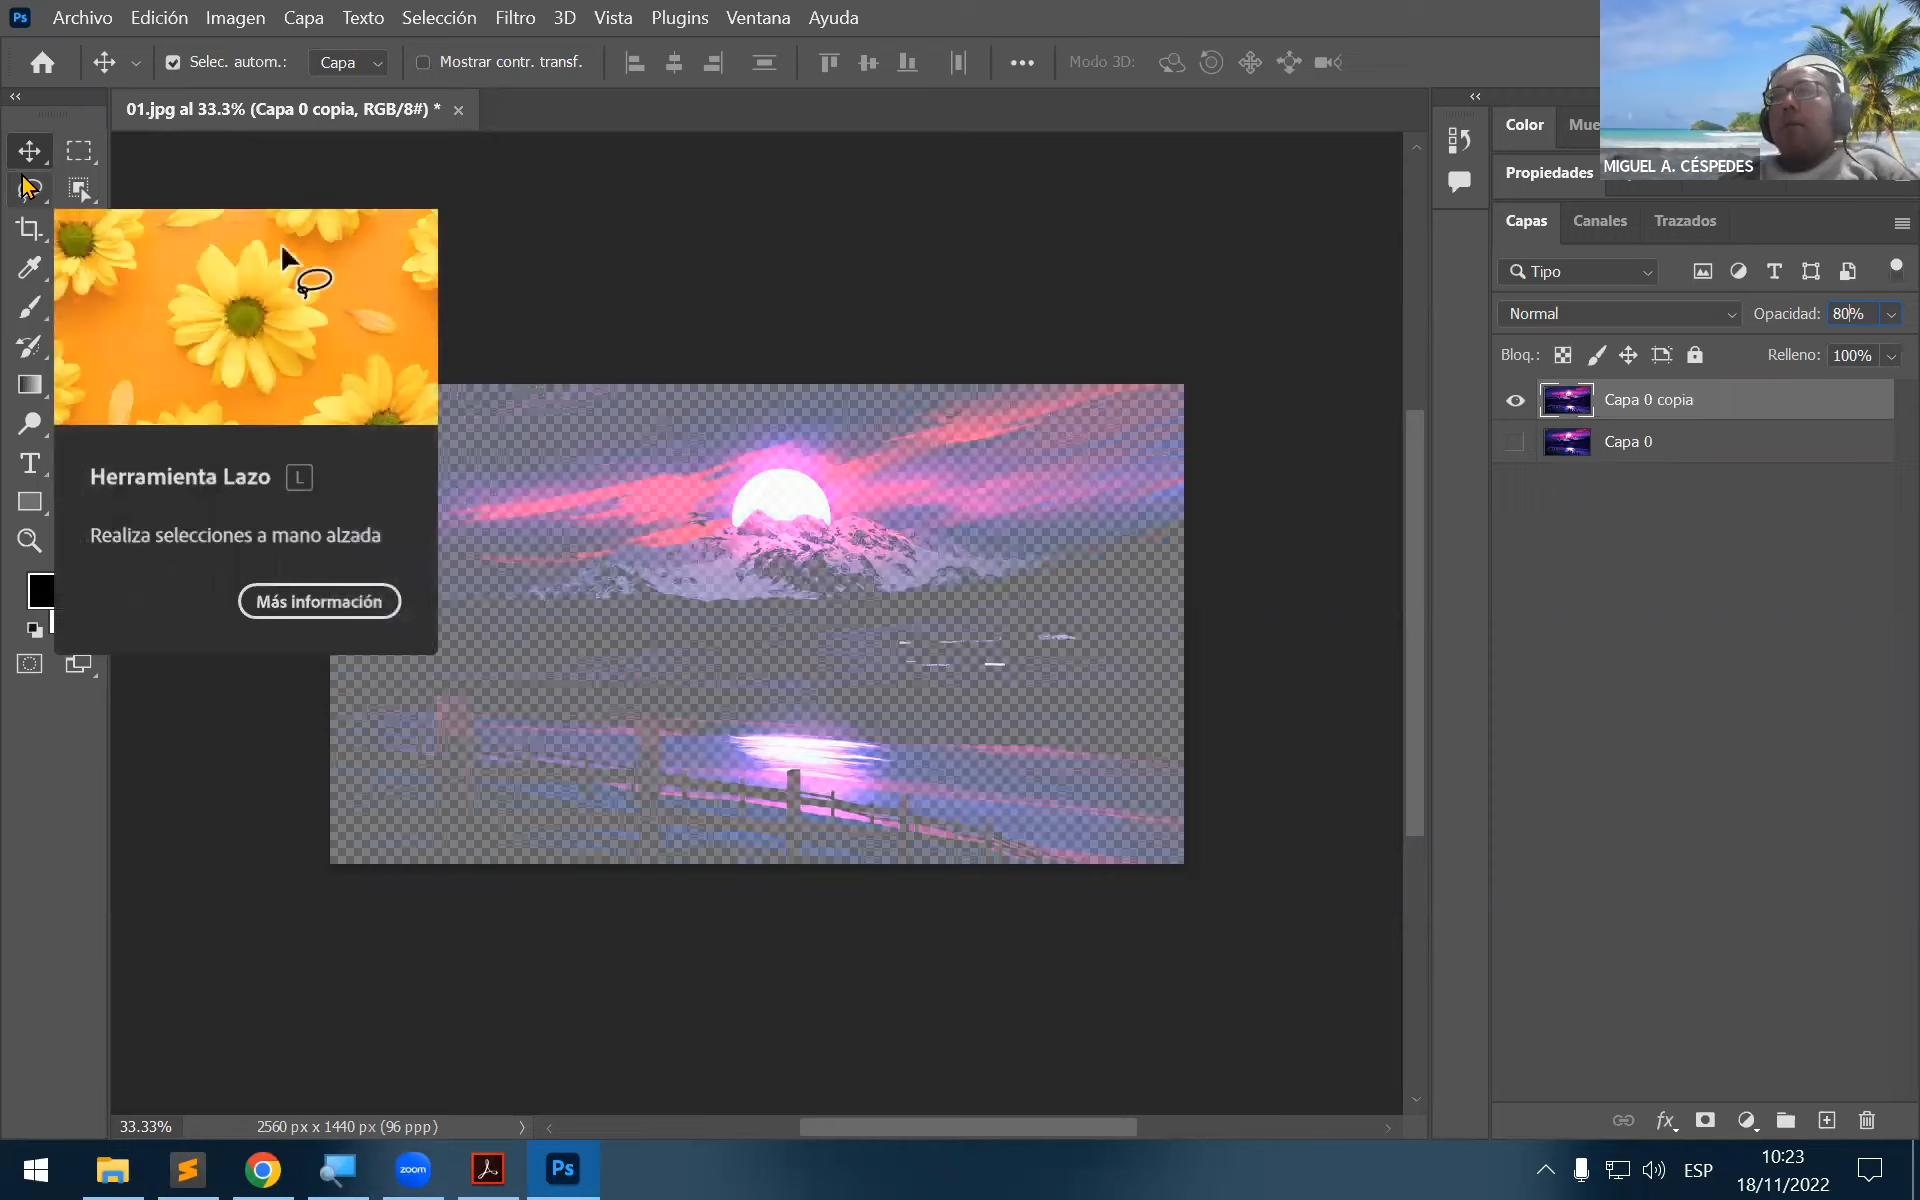 Ps Archivo Edición Imagen Capa Texto Selección Filtro 3D Vista Plugins Ventana Ayuda
Selec. autom.: Capa Mostrar contr. transf. Modo 3D:
01.jpg al 33.3% (Capa 0 copia, RGB/8#) *
Color Mue
MIGUEL A. CÉSPEDES
Propiedades
Capas Canales Trazados
Tipo
Normal Opacidad: 80%
Bloq.: Relleno: 100%
Capa 0 copia
Capa 0
Herramienta Lazo L
Realiza selecciones a mano alzada
Más información
33.33% 2560 px x 1440 px (96 ppp)
fx
zoom
Ps
ESP
10:23
18/11/2022